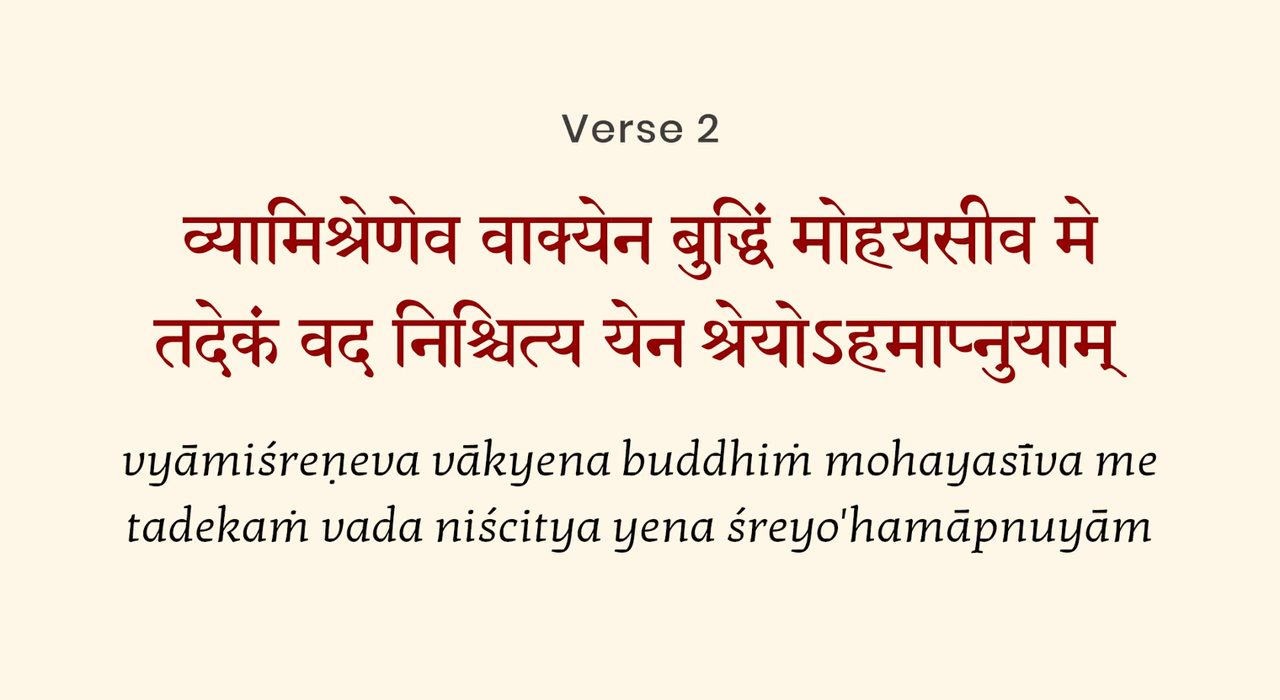 Verse 2
व्यामिश्रेणेव वाक्येन बुद्धिं मोहयसीव मे
तदेकं वद निश्चित्य येन श्रेयोऽहमाप्नुयाम्
vyāmiśreṇeva vākyena buddhiṁ mohayasīva me
tadekaṁ vada niścitya yena śreyo'hamāpnuyām